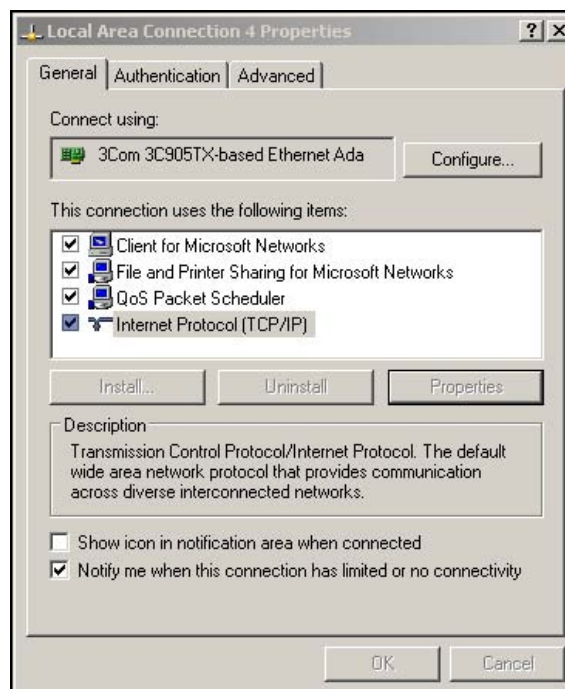 Local Area Connection 4 Properties
General
Authentication
Advanced
Connect using:
3Com 3C905TX-based Ethernet Ada
Configure...
This connection uses the following items:
Client for Microsoft Networks
File and Printer Sharing for Microsoft Networks
QoS Packet Scheduler
Internet Protocol (TCP/IP)
Install...
Uninstall
Properties
Description
Transmission Control Protocol/Internet Protocol. The default
wide area network protocol that provides communication
across diverse interconnected networks.
Show icon in notification area when connected
Notify me when this connection has limited or no connectivity
OK
Cancel